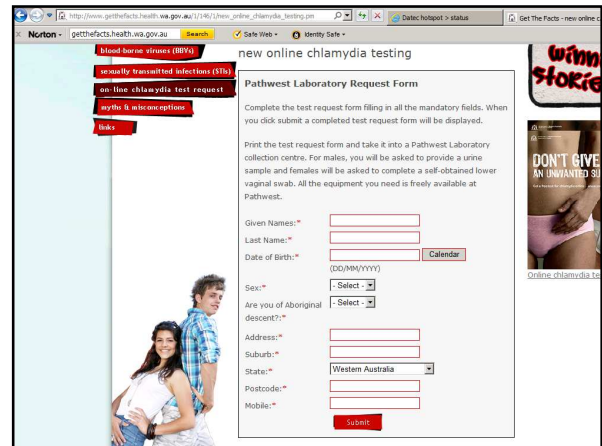 http://www.getthefacts.health.wa.gov.au/1/146/1/new_online_chlamydia_testing.pm
Datec hotspot > status
Get The Facts - new online c
Norton
getthefacts.health.wa.gov.au
Search
Safe Web
Identity Safe
blood-borne viruses (BBVs)
sexually transmitted infections (STIs)
on-line chlamydia test request
myths & misconceptions
links
new online chlamydia testing
Pathwest Laboratory Request Form
Complete the test request form filling in all the mandatory fields. When
you click submit a completed test request form will be displayed.
Print the test request form and take it into a Pathwest Laboratory
collection centre. For males, you will be asked to provide a urine
sample and females will be asked to complete a self-obtained lower
vaginal swab. All the equipment you need is freely available at
Pathwest.
Given Names:*
Last Name:*
Date of Birth:* Calendar
(DD/MM/YYYY)
Sex:* - Select -
Are you of Aboriginal - Select -
descent?:*
Address:*
Suburb:*
State:* Western Australia
Postcode:*
Mobile:*
Submit
winn
storie
DON'T GIVE
AN UNWANTED SU
Online chlamydia te